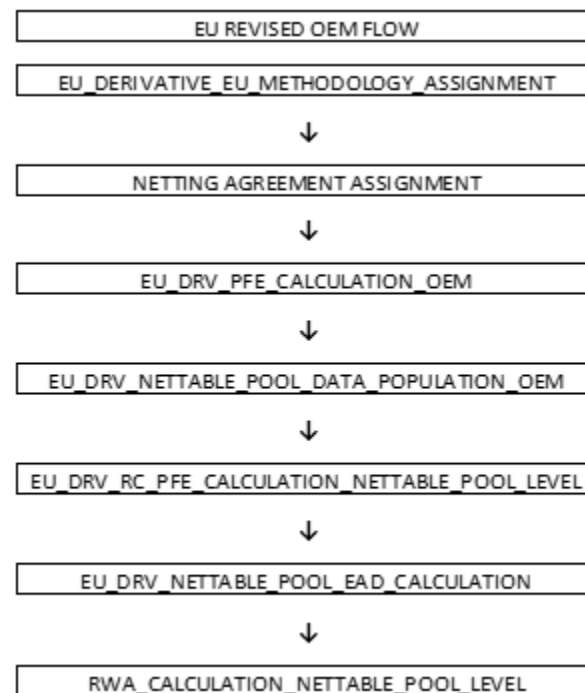 EU REVISED OEM FLOW
EU_DERIVATIVE_EU_METHODOLOGY_ASSIGNMENT
↓
NETTING AGREEMENT ASSIGNMENT
↓
EU_DRV_PFE_CALCULATION_OEM
↓
EU_DRV_NETTABLE_POOL_DATA_POPULATION_OEM
↓
EU_DRV_RC_PFE_CALCULATION_NETTABLE_POOL_LEVEL
↓
EU_DRV_NETTABLE_POOL_EAD_CALCULATION
↓
RWA_CALCULATION_NETTABLE_POOL_LEVEL